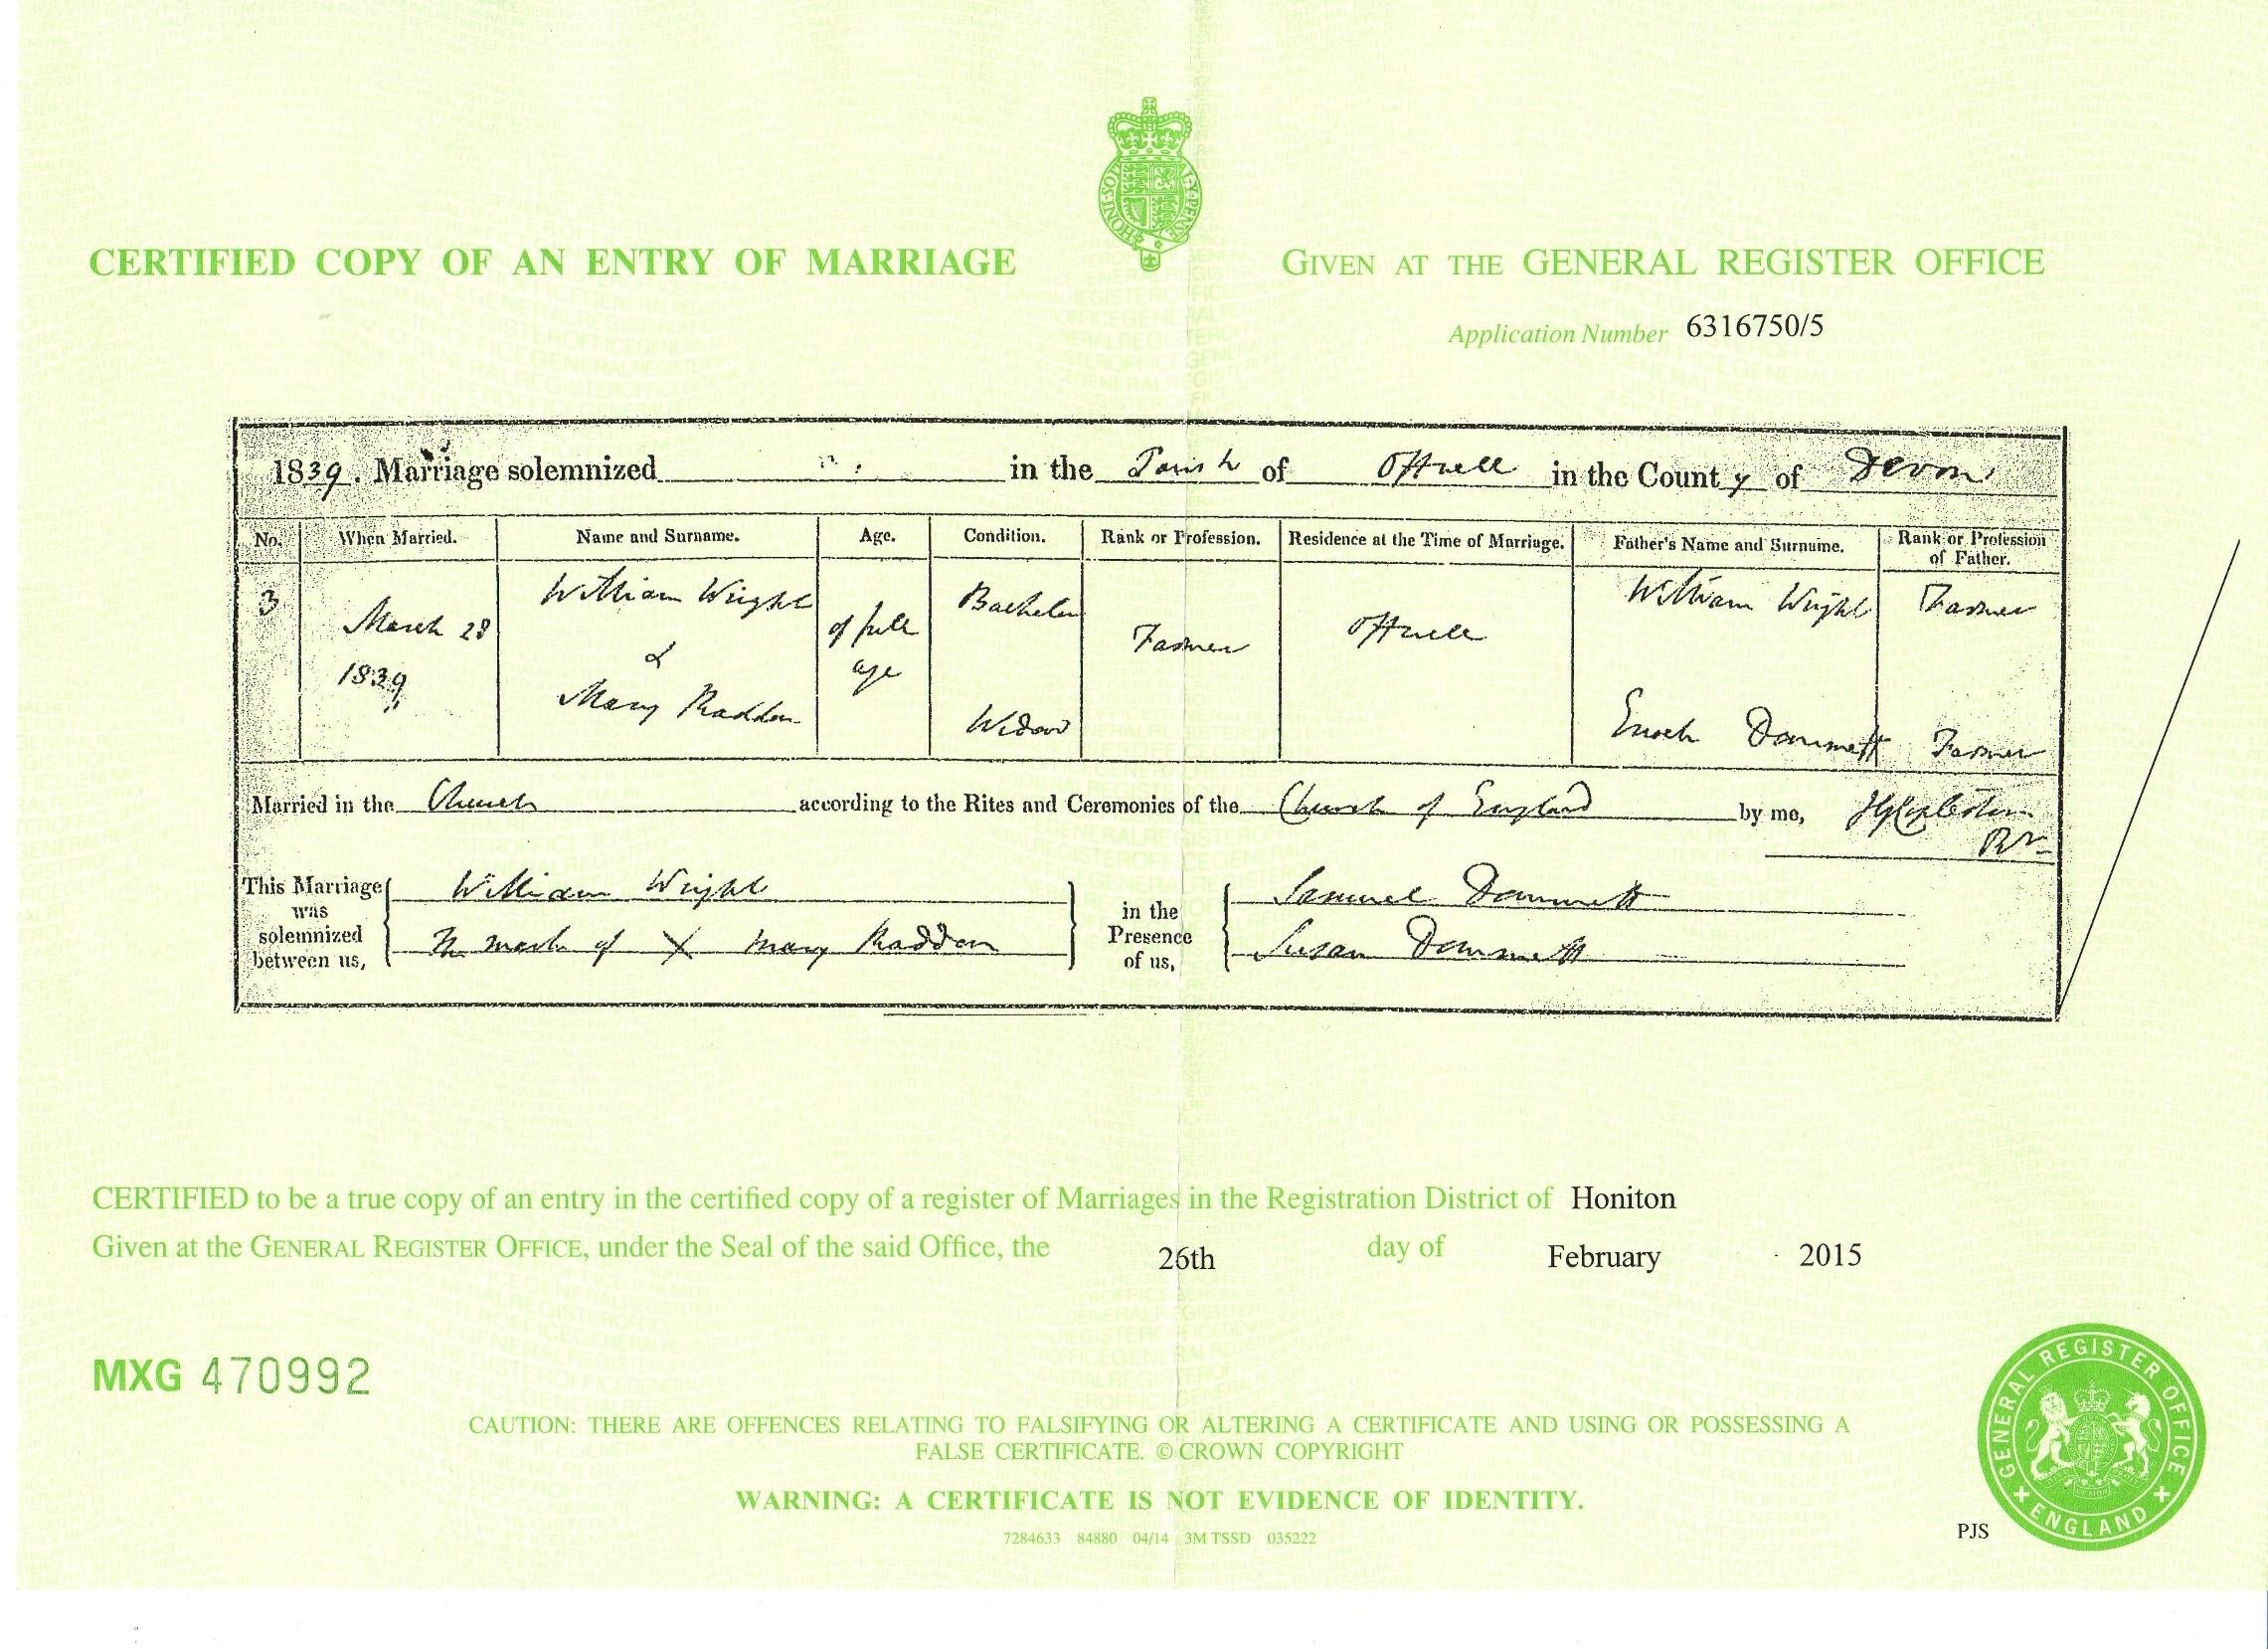 HONI·SOIT·QUI·MAL·Y·PENSE
CERTIFIED COPY OF AN ENTRY OF MARRIAGE
GIVEN AT THE GENERAL REGISTER OFFICE
Application Number 6316750/5
1839. Marriage solemnized in the Parish of Offwell in the County of Devon
No. When Married. Name and Surname. Age. Condition. Rank or Profession. Residence at the Time of Marriage. Father's Name and Surname. Rank or Profession of Father.
3 March 28 1839 William Wright of full age Bachelor Farmer Offwell William Wright Farmer
&
Mary Raddon Widow Enoch Dommett Farmer
Married in the Church according to the Rites and Ceremonies of the Church of England by me,
This Marriage was solemnized between us,
William Wright
The mark of X Mary Raddon
in the Presence of us,
Samuel Dommett
Susan Dommett
CERTIFIED to be a true copy of an entry in the certified copy of a register of Marriages in the Registration District of Honiton
Given at the GENERAL REGISTER OFFICE, under the Seal of the said Office, the 26th day of February 2015
MXG 470992
CAUTION: THERE ARE OFFENCES RELATING TO FALSIFYING OR ALTERING A CERTIFICATE AND USING OR POSSESSING A
FALSE CERTIFICATE. © CROWN COPYRIGHT
WARNING: A CERTIFICATE IS NOT EVIDENCE OF IDENTITY.
7284633 84880 04/14 3M TSSD 035222
PJS
GENERAL REGISTER OFFICE
ENGLAND